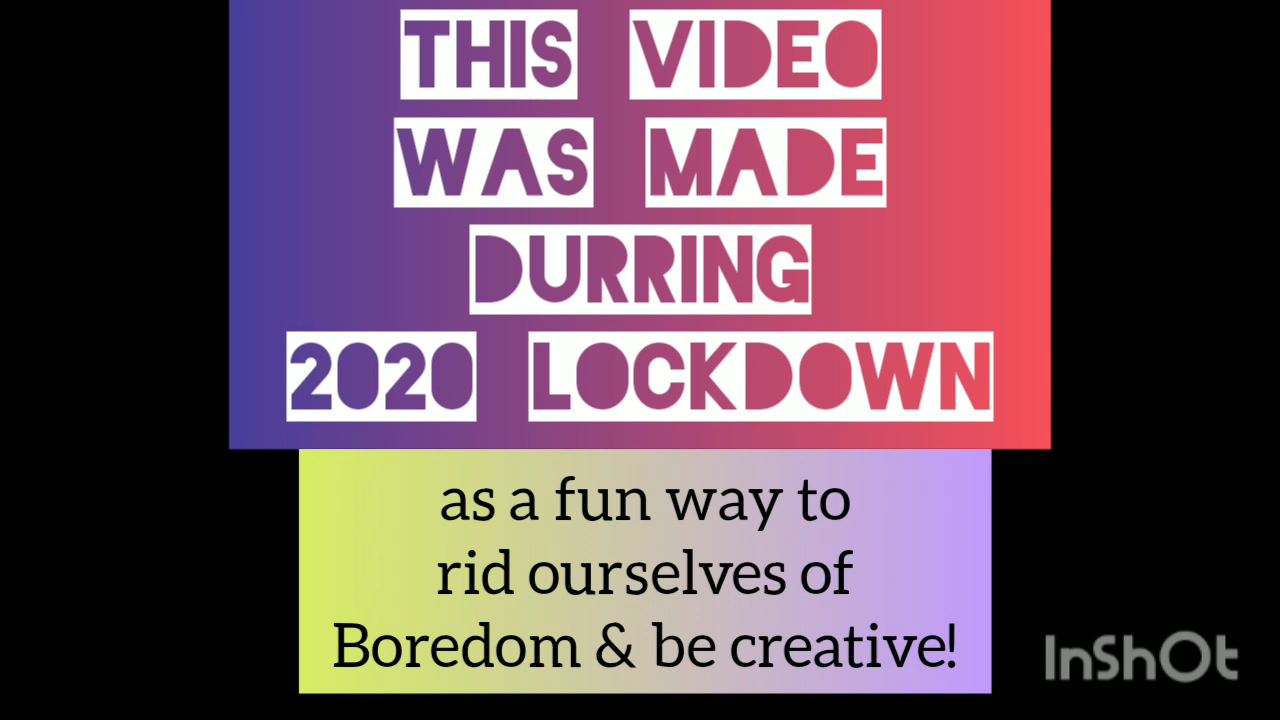 THIS VIDEO
WAS MADE
DURRING
2020 LOCKDOWN
as a fun way to
rid ourselves of
Boredom & be creative!
InShOt